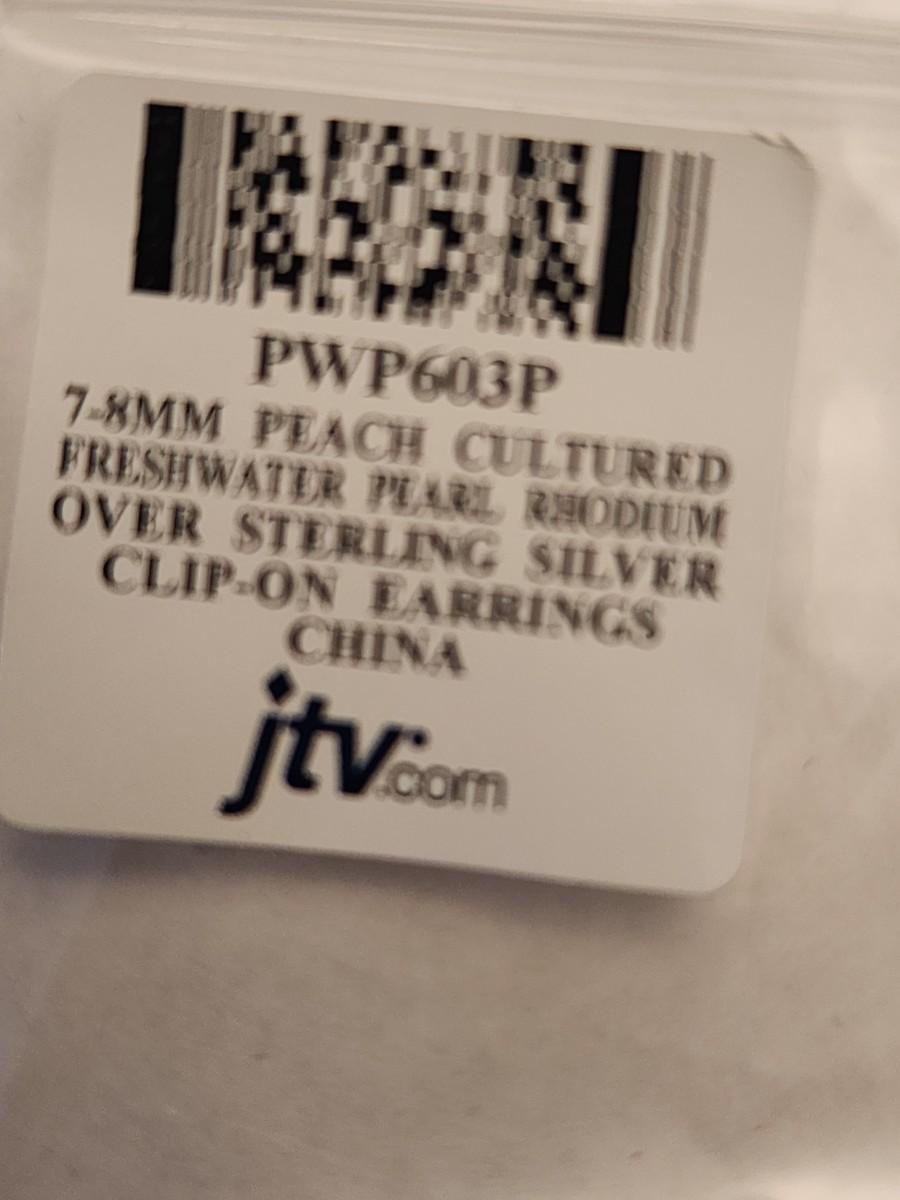 PWP603P
7-8MM PEACH CULTURED
FRESHWATER PEARL RHODIUM
OVER STERLING SILVER
CLIP-ON EARRINGS
CHINA
jtv.com